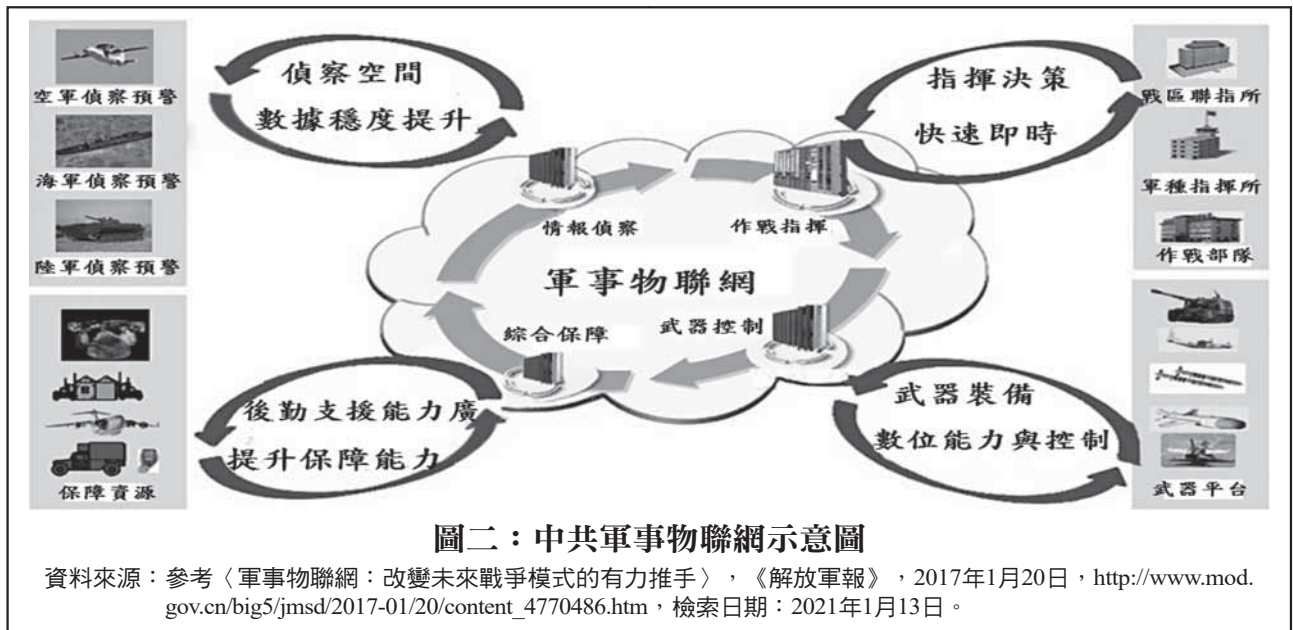 空軍偵察預警
海軍偵察預警
陸軍偵察預警
偵察空間
數據穩度提升
指揮決策
快速即時
戰區聯指所
軍種指揮所
作戰部隊
情報偵察
作戰指揮
軍事物聯網
綜合保障
武器控制
後勤支援能力廣
提升保障能力
保障資源
武器裝備
數位能力與控制
武器平台
圖二：中共軍事物聯網示意圖
資料來源：參考〈軍事物聯網：改變未來戰爭模式的有力推手〉，《解放軍報》，2017年1月20日，http://www.mod.
gov.cn/big5/jmsd/2017-01/20/content_4770486.htm，檢索日期：2021年1月13日。